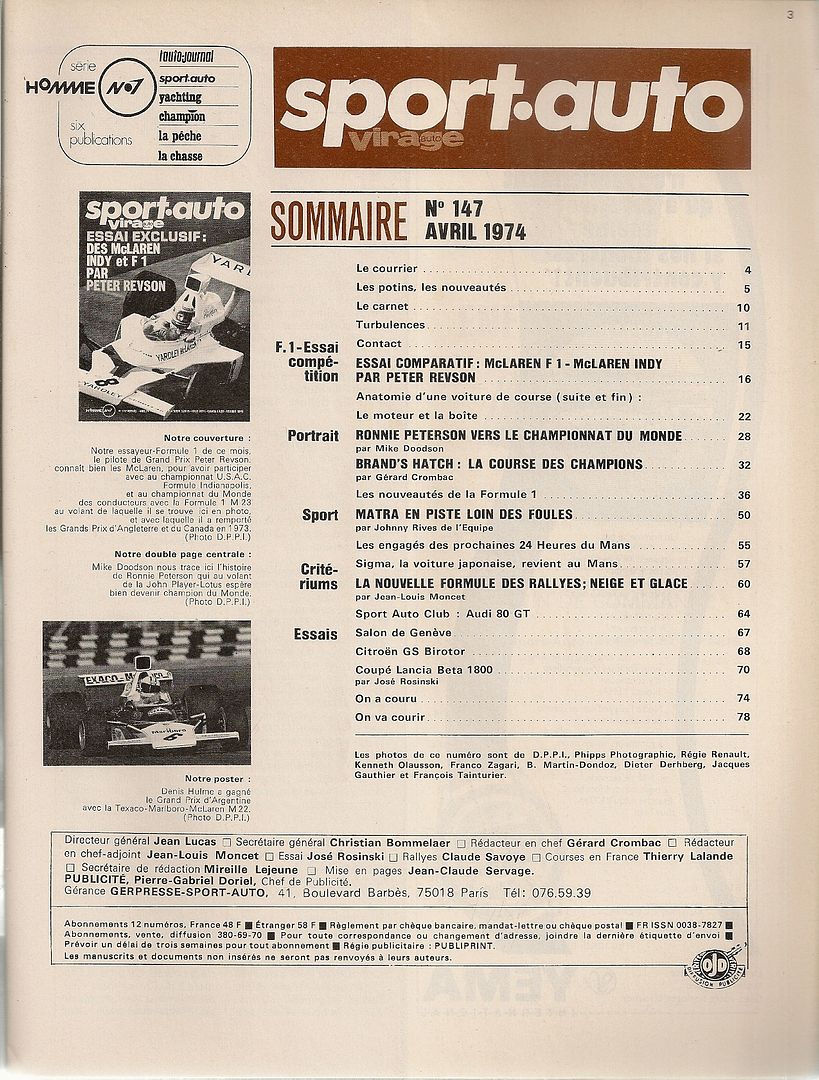 3
série
HOMME N°1
six
publications
l'auto-journal
sport.auto
yachting
champion
la pêche
la chasse
sport.auto
virage auto
sport.auto
virage
ESSAI EXCLUSIF :
DES McLAREN
INDY et F 1
PAR
PETER REVSON
YARD
YARDLEY McLAREN
8
YARDLEY
SOMMAIRE
N° 147
AVRIL 1974
Le courrier 4
Les potins, les nouveautés 5
Le carnet 10
Turbulences 11
Contact 15
F.1-Essai
compé-
tition
ESSAI COMPARATIF : McLAREN F 1 - McLAREN INDY
PAR PETER REVSON 16
Anatomie d'une voiture de course (suite et fin) :
Le moteur et la boîte 22
Portrait
RONNIE PETERSON VERS LE CHAMPIONNAT DU MONDE 28
par Mike Doodson
BRAND'S HATCH : LA COURSE DES CHAMPIONS 32
par Gérard Crombac
Les nouveautés de la Formule 1 36
Sport
MATRA EN PISTE LOIN DES FOULES 50
par Johnny Rives de l'Equipe
Les engagés des prochaines 24 Heures du Mans 55
Sigma, la voiture japonaise, revient au Mans 57
Crité-
riums
LA NOUVELLE FORMULE DES RALLYES; NEIGE ET GLACE 60
par Jean-Louis Moncet
Sport Auto Club : Audi 80 GT 64
Essais
Salon de Genève 67
Citroën GS Birotor 68
Coupé Lancia Beta 1800 70
par José Rosinski
On a couru 74
On va courir 78
Les photos de ce numéro sont de D.P.P.I., Phipps Photographic, Régie Renault,
Kenneth Olausson, Franco Zagari, B. Martin-Dondoz, Dieter Derhberg, Jacques
Gauthier et François Tainturier.
Notre couverture :
Notre essayeur-Formule 1 de ce mois,
le pilote de Grand Prix Peter Revson,
connaît bien les McLaren, pour avoir participer
avec au championnat U.S.A.C.
Formule Indianapolis,
et au championnat du Monde
des conducteurs avec la Formule 1 M 23
au volant de laquelle il se trouve ici en photo,
et avec laquelle il a remporté
les Grands Prix d'Angleterre et du Canada en 1973.
(Photo D.P.P.I.)
Notre double page centrale :
Mike Doodson nous trace ici l'histoire
de Ronnie Peterson qui au volant
de la John Player-Lotus espère
bien devenir champion du Monde.
(Photo D.P.P.I.)
TEXACO-M
Marlboro
6
Notre poster :
Denis Hulme a gagné
le Grand Prix d'Argentine
avec la Texaco-Marlboro-McLaren M 22.
(Photo D.P.P.I.)
Directeur général Jean Lucas □ Secrétaire général Christian Bommelaer □ Rédacteur en chef Gérard Crombac □ Rédacteur
en chef-adjoint Jean-Louis Moncet □ Essai José Rosinski □ Rallyes Claude Savoye □ Courses en France Thierry Lalande
□ Secrétaire de rédaction Mireille Lejeune □ Mise en pages Jean-Claude Servage.
PUBLICITÉ, Pierre-Gabriel Doriel, Chef de Publicité.
Gérance GERPRESSE-SPORT-AUTO, 41, Boulevard Barbès, 75018 Paris Tél : 076.59.39
Abonnements 12 numéros, France 48 F ■ Étranger 58 F ■ Règlement par chèque bancaire, mandat-lettre ou chèque postal ■ FR ISSN 0038-7827 ■
Abonnements, vente, diffusion 380-69-70 ■ Pour toute correspondance ou changement d'adresse, joindre la dernière étiquette d'envoi ■
Prévoir un délai de trois semaines pour tout abonnement ■ Régie publicitaire : PUBLIPRINT.
Les manuscrits et documents non insérés ne seront pas renvoyés à leurs auteurs.
OJD
DIFFUSION PUBLICITÉ